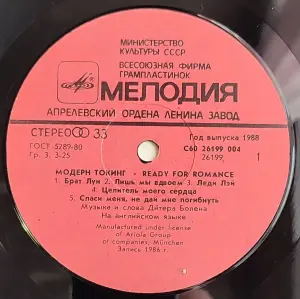 МИНИСТЕРСТВО
КУЛЬТУРЫ СССР
ВСЕСОЮЗНАЯ ФИРМА
ГРАМПЛАСТИНОК
МЕЛОДИЯ
АПРЕЛЕВСКИЙ ОРДЕНА ЛЕНИНА ЗАВОД
СТЕРЕО 33
Год выпуска 1988
ГОСТ 5289-80
С60 26199 004
Гр. 3. 3-25
26199
1
МОДЕРН ТОКИНГ - READY FOR ROMANCE
1. Брат Луи 2. Лишь мы вдвоем 3. Леди Лэй
4. Целитель моего сердца
5. Спаси меня, не дай мне погибнуть
Музыка и слова Дитера Болена
На английском языке
Manufactured under license
of Ariola Group
of companies, München
Запись 1986 г.